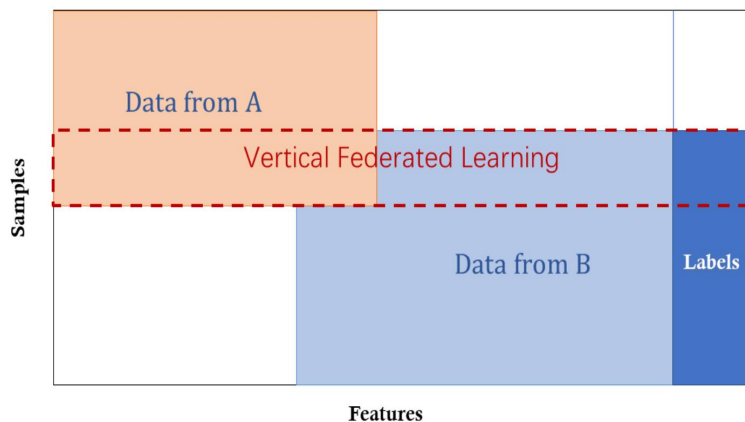 Data from A
Vertical Federated Learning
Samples
Data from B
Labels
Features